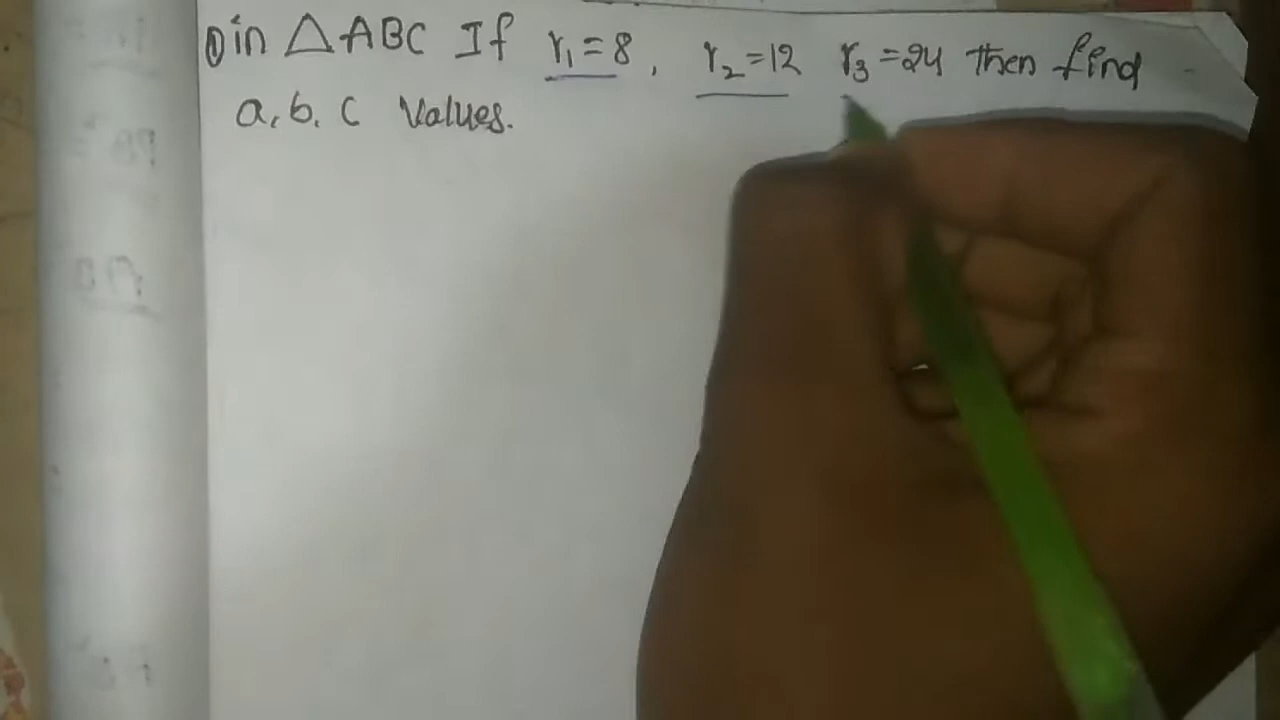 ① in △ABC If r₁=8, r₂=12 r₃=24 then find
a, b, c Values.